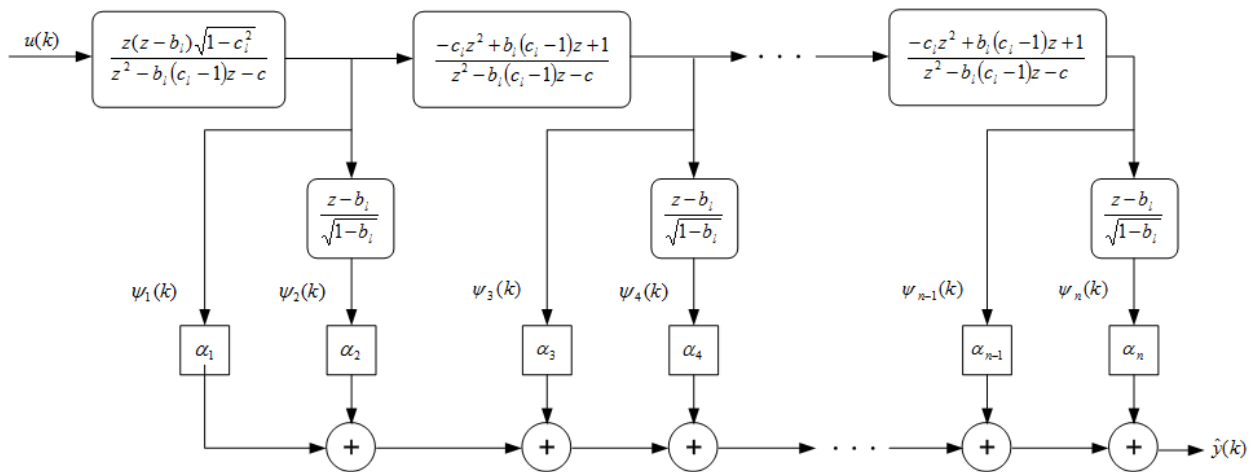 u(k)
z(z−b_i)√(1−c_i^2) / z^2−b_i(c_i−1)z−c
−c_i z^2+b_i(c_i−1)z+1 / z^2−b_i(c_i−1)z−c
· · ·
−c_i z^2+b_i(c_i−1)z+1 / z^2−b_i(c_i−1)z−c
z−b_i / √(1−b_i)
z−b_i / √(1−b_i)
z−b_i / √(1−b_i)
ψ_1(k)
ψ_2(k)
ψ_3(k)
ψ_4(k)
ψ_{n−1}(k)
ψ_n(k)
α_1
α_2
α_3
α_4
α_{n−1}
α_n
+
+
+
· · ·
+
+
ŷ(k)